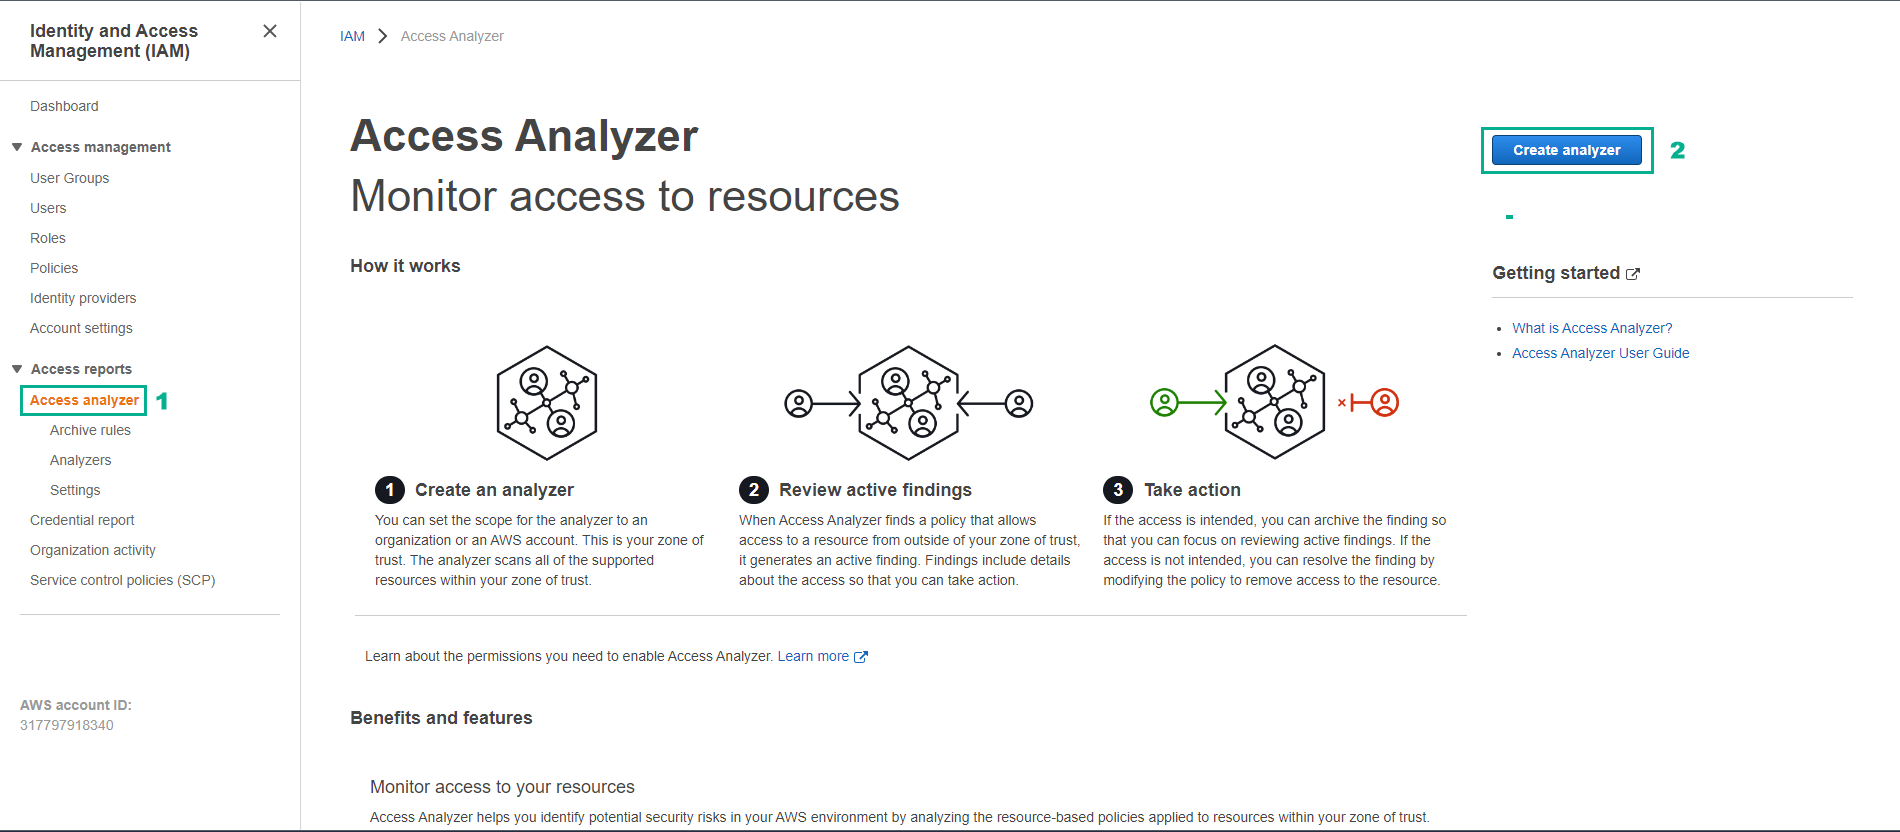 Identity and Access
Management (IAM)
Dashboard
Access management
User Groups
Users
Roles
Policies
Identity providers
Account settings
Access reports
Access analyzer 1
Archive rules
Analyzers
Settings
Credential report
Organization activity
Service control policies (SCP)
AWS account ID:
317797918340
IAM > Access Analyzer
Access Analyzer
Monitor access to resources
How it works
1 Create an analyzer
You can set the scope for the analyzer to an
organization or an AWS account. This is your zone of
trust. The analyzer scans all of the supported
resources within your zone of trust.
2 Review active findings
When Access Analyzer finds a policy that allows
access to a resource from outside of your zone of trust,
it generates an active finding. Findings include details
about the access so that you can take action.
3 Take action
If the access is intended, you can archive the finding so
that you can focus on reviewing active findings. If the
access is not intended, you can resolve the finding by
modifying the policy to remove access to the resource.
Learn about the permissions you need to enable Access Analyzer. Learn more
Benefits and features
Monitor access to your resources
Access Analyzer helps you identify potential security risks in your AWS environment by analyzing the resource-based policies applied to resources within your zone of trust.
Create analyzer 2
-
Getting started
• What is Access Analyzer?
• Access Analyzer User Guide